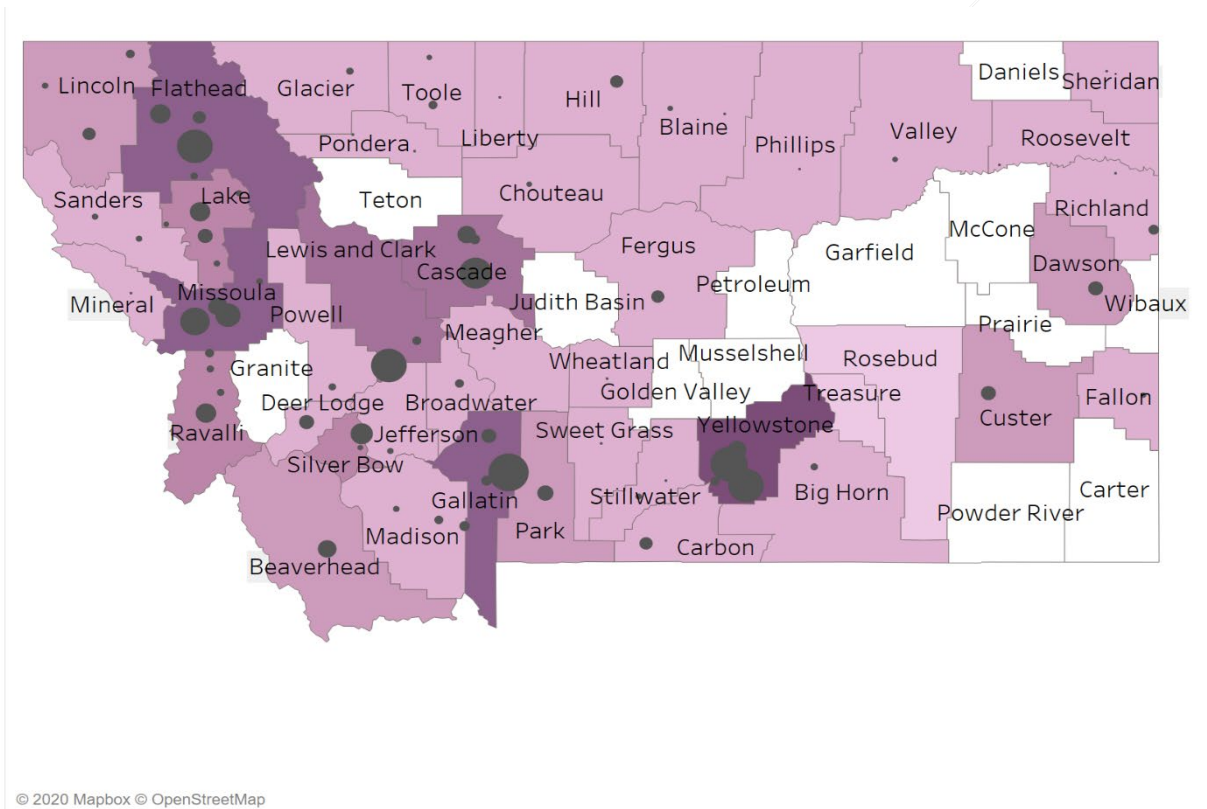 Daniels
Sheridan
Lincoln
Flathead
Glacier
Toole
Hill
Blaine
Valley
Roosevelt
Pondera
Liberty
Phillips
Sanders
Lake
Teton
Chouteau
Richland
McCone
Lewis and Clark
Fergus
Garfield
Dawson
Cascade
Petroleum
Mineral
Missoula
Powell
Judith Basin
Wibaux
Meagher
Prairie
Granite
Wheatland
Musselshell
Rosebud
Deer Lodge
Broadwater
Golden Valley
Treasure
Fallon
Ravalli
Jefferson
Sweet Grass
Yellowstone
Custer
Silver Bow
Gallatin
Stillwater
Big Horn
Carter
Madison
Park
Powder River
Beaverhead
Carbon
© 2020 Mapbox © OpenStreetMap